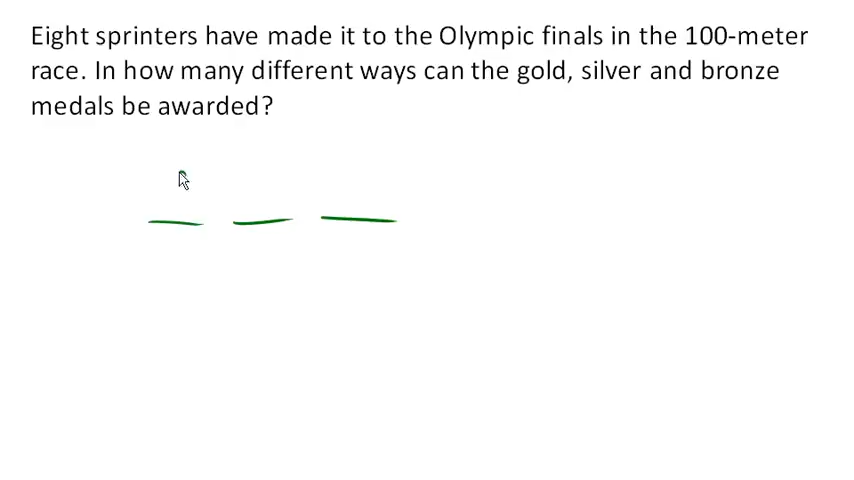 Eight sprinters have made it to the Olympic finals in the 100-meter
race. In how many different ways can the gold, silver and bronze
medals be awarded?